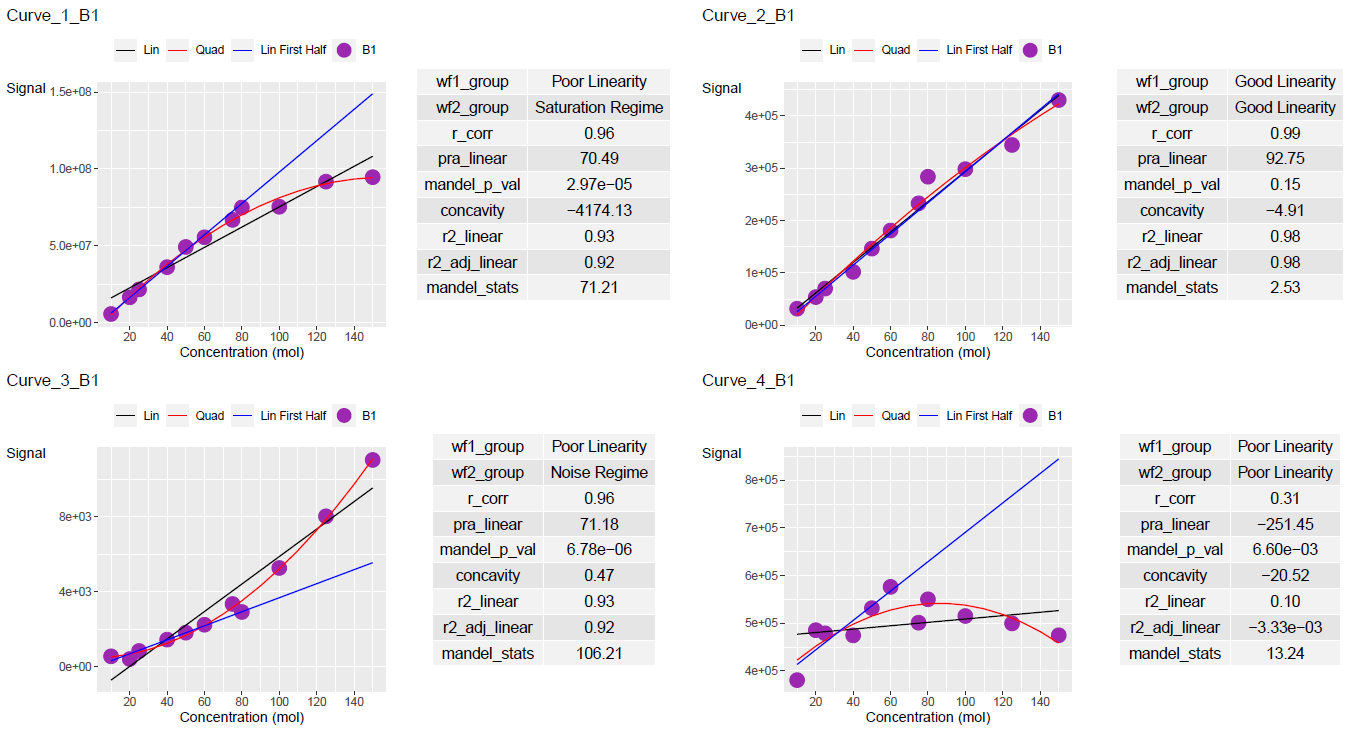 Curve_1_B1
Lin Quad Lin First Half B1
Signal
1.5e+08
1.0e+08
5.0e+07
0.0e+00
20 40 60 80 100 120 140
Concentration (mol)
wf1_group Poor Linearity
wf2_group Saturation Regime
r_corr 0.96
pra_linear 70.49
mandel_p_val 2.97e−05
concavity −4174.13
r2_linear 0.93
r2_adj_linear 0.92
mandel_stats 71.21
Curve_2_B1
Lin Quad Lin First Half B1
Signal
4e+05
3e+05
2e+05
1e+05
0e+00
20 40 60 80 100 120 140
Concentration (mol)
wf1_group Good Linearity
wf2_group Good Linearity
r_corr 0.99
pra_linear 92.75
mandel_p_val 0.15
concavity −4.91
r2_linear 0.98
r2_adj_linear 0.98
mandel_stats 2.53
Curve_3_B1
Lin Quad Lin First Half B1
Signal
8e+03
4e+03
0e+00
20 40 60 80 100 120 140
Concentration (mol)
wf1_group Poor Linearity
wf2_group Noise Regime
r_corr 0.96
pra_linear 71.18
mandel_p_val 6.78e−06
concavity 0.47
r2_linear 0.93
r2_adj_linear 0.92
mandel_stats 106.21
Curve_4_B1
Lin Quad Lin First Half B1
Signal
8e+05
7e+05
6e+05
5e+05
4e+05
20 40 60 80 100 120 140
Concentration (mol)
wf1_group Poor Linearity
wf2_group Poor Linearity
r_corr 0.31
pra_linear −251.45
mandel_p_val 6.60e−03
concavity −20.52
r2_linear 0.10
r2_adj_linear −3.33e−03
mandel_stats 13.24